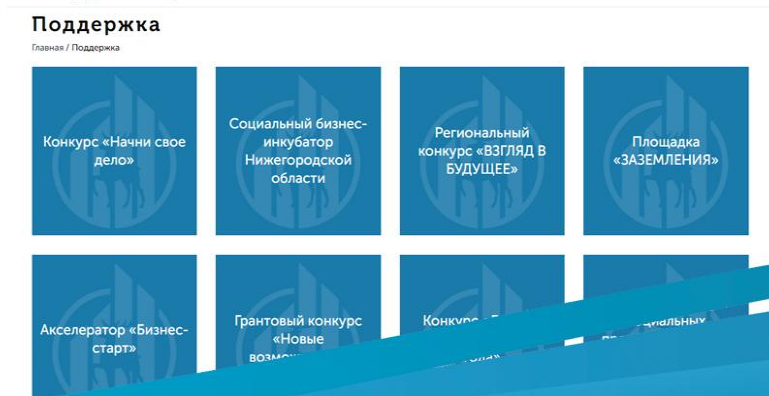 Поддержка
Главная / Поддержка
Конкурс «Начни свое
дело»
Социальный бизнес-
инкубатор
Нижегородской
области
Региональный
конкурс «ВЗГЛЯД В
БУДУЩЕЕ»
Площадка
«ЗАЗЕМЛЕНИЯ»
Акселератор «Бизнес-
старт»
Грантовый конкурс
«Новые
Конкурс